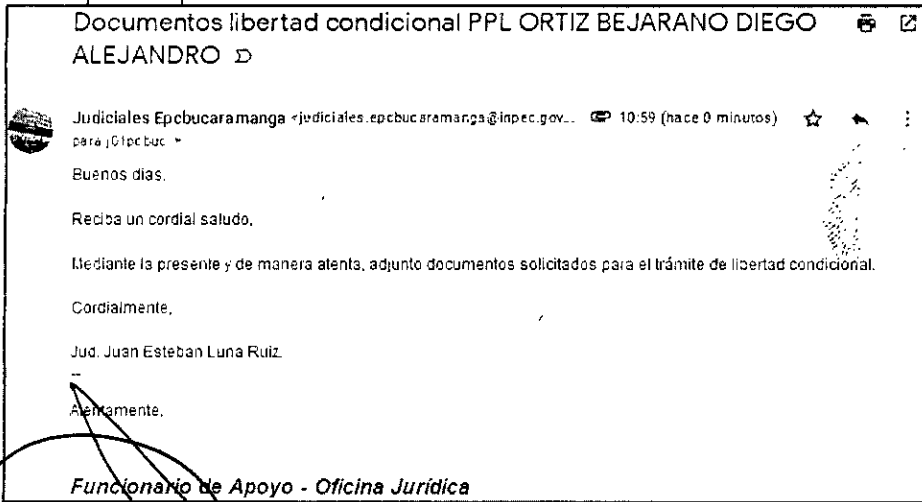 Documentos libertad condicional PPL ORTIZ BEJARANO DIEGO
ALEJANDRO
Judiciales Epcbucaramanga <judiciales.epcbucaramanga@inpec.gov... 10:59 (hace 0 minutos)
para
Buenos dias.
Reciba un cordial saludo,
Mediante la presente y de manera atenta, adjunto documentos solicitados para el trámite de libertad condicional.
Cordialmente,
Jud. Juan Esteban Luna Ruiz.
--
Atentamente,
Funcionario de Apoyo - Oficina Jurídica